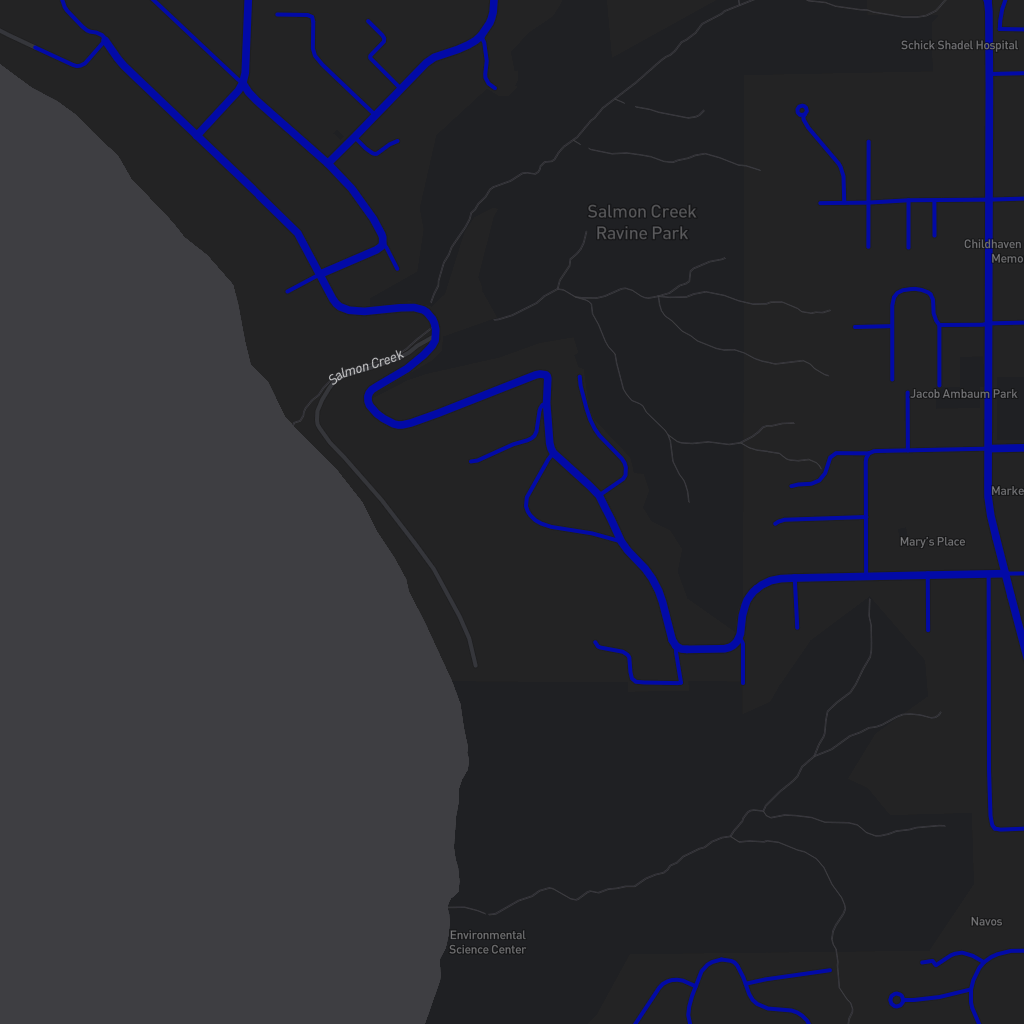 Schick Shadel Hospital
Salmon Creek
Ravine Park
Childhaven
Memo
Salmon Creek
Jacob Ambaum Park
Marke
Mary's Place
Navos
Environmental
Science Center